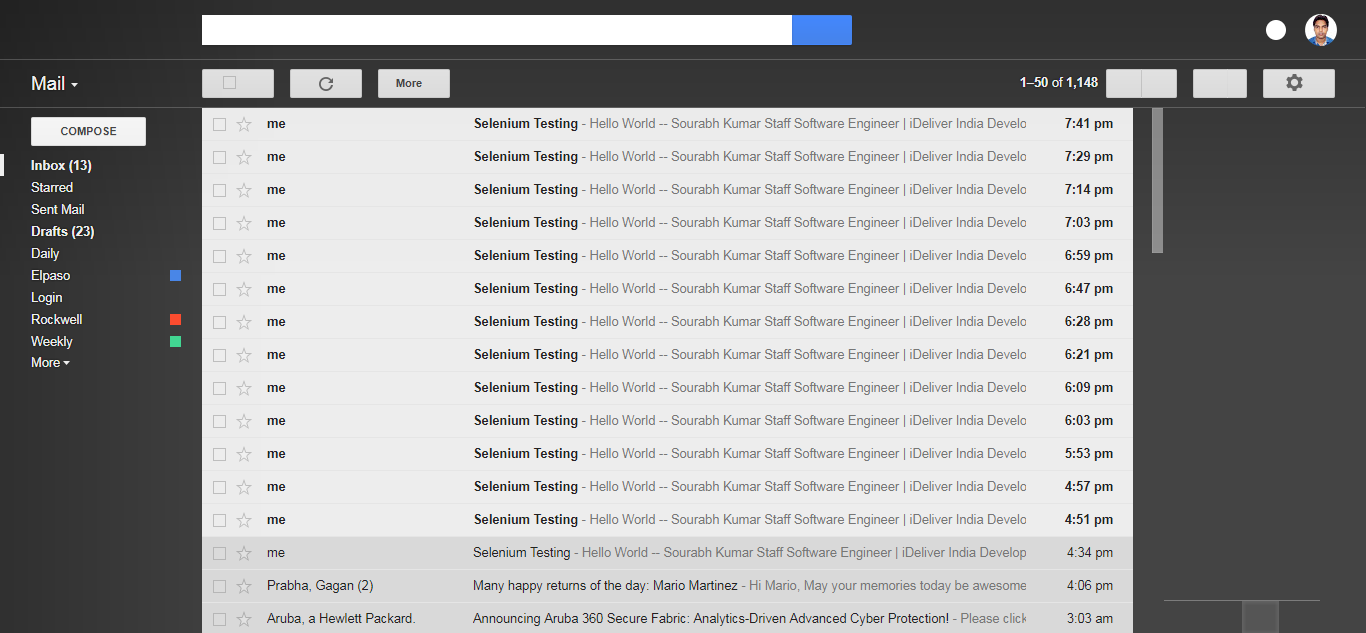 Mail
More
1–50 of 1,148
COMPOSE
Inbox (13)
Starred
Sent Mail
Drafts (23)
Daily
Elpaso
Login
Rockwell
Weekly
More
me Selenium Testing - Hello World -- Sourabh Kumar Staff Software Engineer | iDeliver India Develo 7:41 pm
me Selenium Testing - Hello World -- Sourabh Kumar Staff Software Engineer | iDeliver India Develo 7:29 pm
me Selenium Testing - Hello World -- Sourabh Kumar Staff Software Engineer | iDeliver India Develo 7:14 pm
me Selenium Testing - Hello World -- Sourabh Kumar Staff Software Engineer | iDeliver India Develo 7:03 pm
me Selenium Testing - Hello World -- Sourabh Kumar Staff Software Engineer | iDeliver India Develo 6:59 pm
me Selenium Testing - Hello World -- Sourabh Kumar Staff Software Engineer | iDeliver India Develo 6:47 pm
me Selenium Testing - Hello World -- Sourabh Kumar Staff Software Engineer | iDeliver India Develo 6:28 pm
me Selenium Testing - Hello World -- Sourabh Kumar Staff Software Engineer | iDeliver India Develo 6:21 pm
me Selenium Testing - Hello World -- Sourabh Kumar Staff Software Engineer | iDeliver India Develo 6:09 pm
me Selenium Testing - Hello World -- Sourabh Kumar Staff Software Engineer | iDeliver India Develo 6:03 pm
me Selenium Testing - Hello World -- Sourabh Kumar Staff Software Engineer | iDeliver India Develo 5:53 pm
me Selenium Testing - Hello World -- Sourabh Kumar Staff Software Engineer | iDeliver India Develo 4:57 pm
me Selenium Testing - Hello World -- Sourabh Kumar Staff Software Engineer | iDeliver India Develo 4:51 pm
me Selenium Testing - Hello World -- Sourabh Kumar Staff Software Engineer | iDeliver India Develop 4:34 pm
Prabha, Gagan (2) Many happy returns of the day: Mario Martinez - Hi Mario, May your memories today be awesome 4:06 pm
Aruba, a Hewlett Packard. Announcing Aruba 360 Secure Fabric: Analytics-Driven Advanced Cyber Protection! - Please click 3:03 am